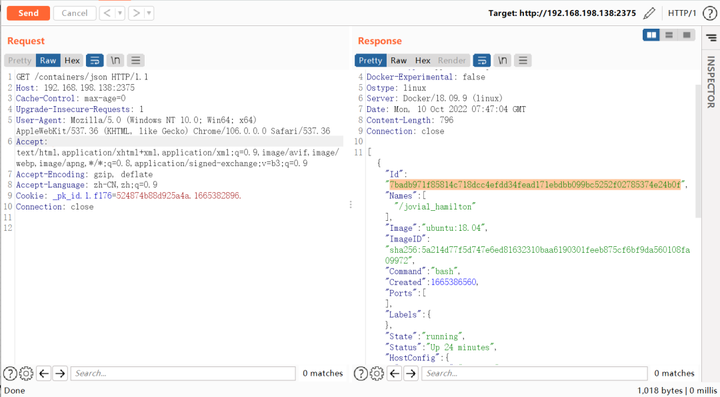 Send
Cancel
Target: http://192.168.198.138:2375
HTTP/1
Request
Response
Pretty Raw Hex \n
Pretty Raw Hex Render \n
INSPECTOR
1 GET /containers/json HTTP/1.1
2 Host: 192.168.198.138:2375
3 Cache-Control: max-age=0
4 Upgrade-Insecure-Requests: 1
5 User-Agent: Mozilla/5.0 (Windows NT 10.0; Win64; x64)
AppleWebKit/537.36 (KHTML, like Gecko) Chrome/106.0.0.0 Safari/537.36
6 Accept:
text/html,application/xhtml+xml,application/xml;q=0.9,image/avif,image/
webp,image/apng,*/*;q=0.8,application/signed-exchange;v=b3;q=0.9
7 Accept-Encoding: gzip, deflate
8 Accept-Language: zh-CN,zh;q=0.9
9 Cookie: _pk_id.1.f176=524874b88d925a4a.1665382896.
10 Connection: close
11
12
4 Docker-Experimental: false
5 Ostype: linux
6 Server: Docker/18.09.9 (linux)
7 Date: Mon, 10 Oct 2022 07:47:04 GMT
8 Content-Length: 796
9 Connection: close
10
11 [
{
"Id":
"7badb971f85814c718dcc4efdd34fead171ebdbb099bc5252f02785374e24b0f",
"Names":[
"/jovial_hamilton"
],
"Image":"ubuntu:18.04",
"ImageID":
"sha256:5a214d77f5d747e6ed81632310baa6190301feeb875cf6bf9da560108fa
09972",
"Command":"bash",
"Created":1665386560,
"Ports":[
],
"Labels":{
},
"State":"running",
"Status":"Up 24 minutes",
"HostConfig":{
Search...
0 matches
Search...
0 matches
Done
1,018 bytes | 0 millis